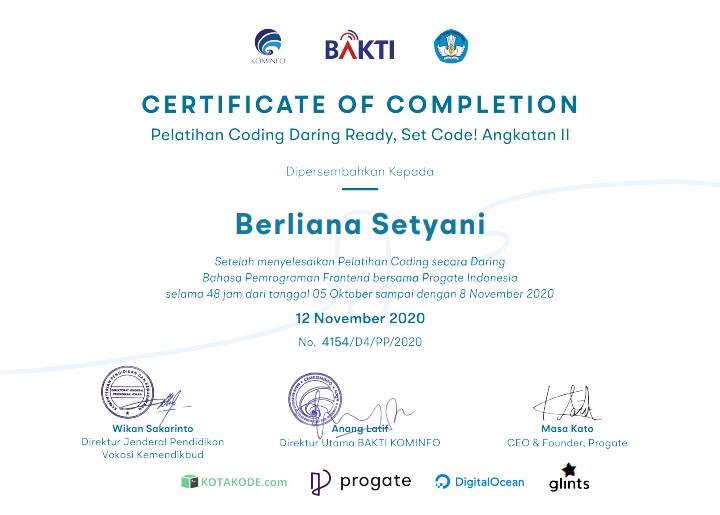 KOMINFO
BAKTI
CERTIFICATE OF COMPLETION
Pelatihan Coding Daring Ready, Set Code! Angkatan II
Dipersembahkan Kepada
Berliana Setyani
Setelah menyelesaikan Pelatihan Coding secara Daring
Bahasa Pemrograman Frontend bersama Progate Indonesia
selama 48 jam dari tanggal 05 Oktober sampai dengan 8 November 2020
12 November 2020
No. 4154/D4/PP/2020
Wikan Sakarinto
Direktur Jenderal Pendidikan
Vokasi Kemendikbud
Anang Latif
Direktur Utama BAKTI KOMINFO
Masa Kato
CEO & Founder, Progate
KOTAKODE.com
progate
DigitalOcean
glints